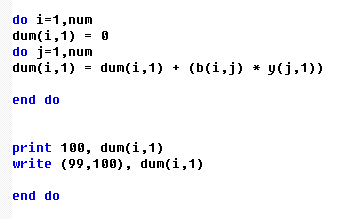 do i=1,num
dum(i,1) = 0
do j=1,num
dum(i,1) = dum(i,1) + (b(i,j) * y(j,1))
end do
print 100, dum(i,1)
write (99,100), dum(i,1)
end do